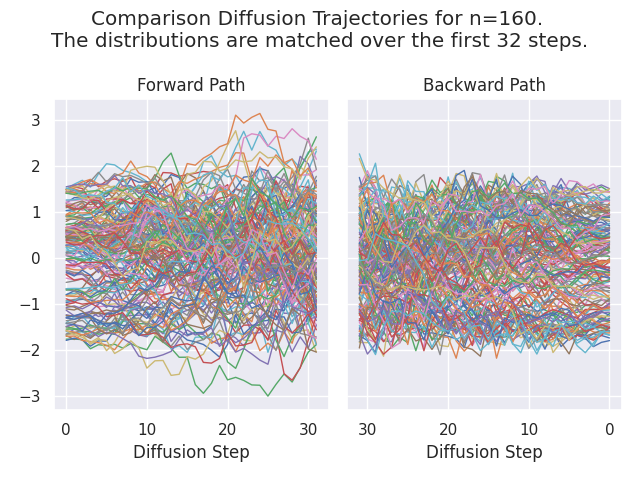 Comparison Diffusion Trajectories for n=160.
The distributions are matched over the first 32 steps.
Forward Path
Backward Path
3
2
1
0
−1
−2
−3
0 10 20 30
30 20 10 0
Diffusion Step
Diffusion Step